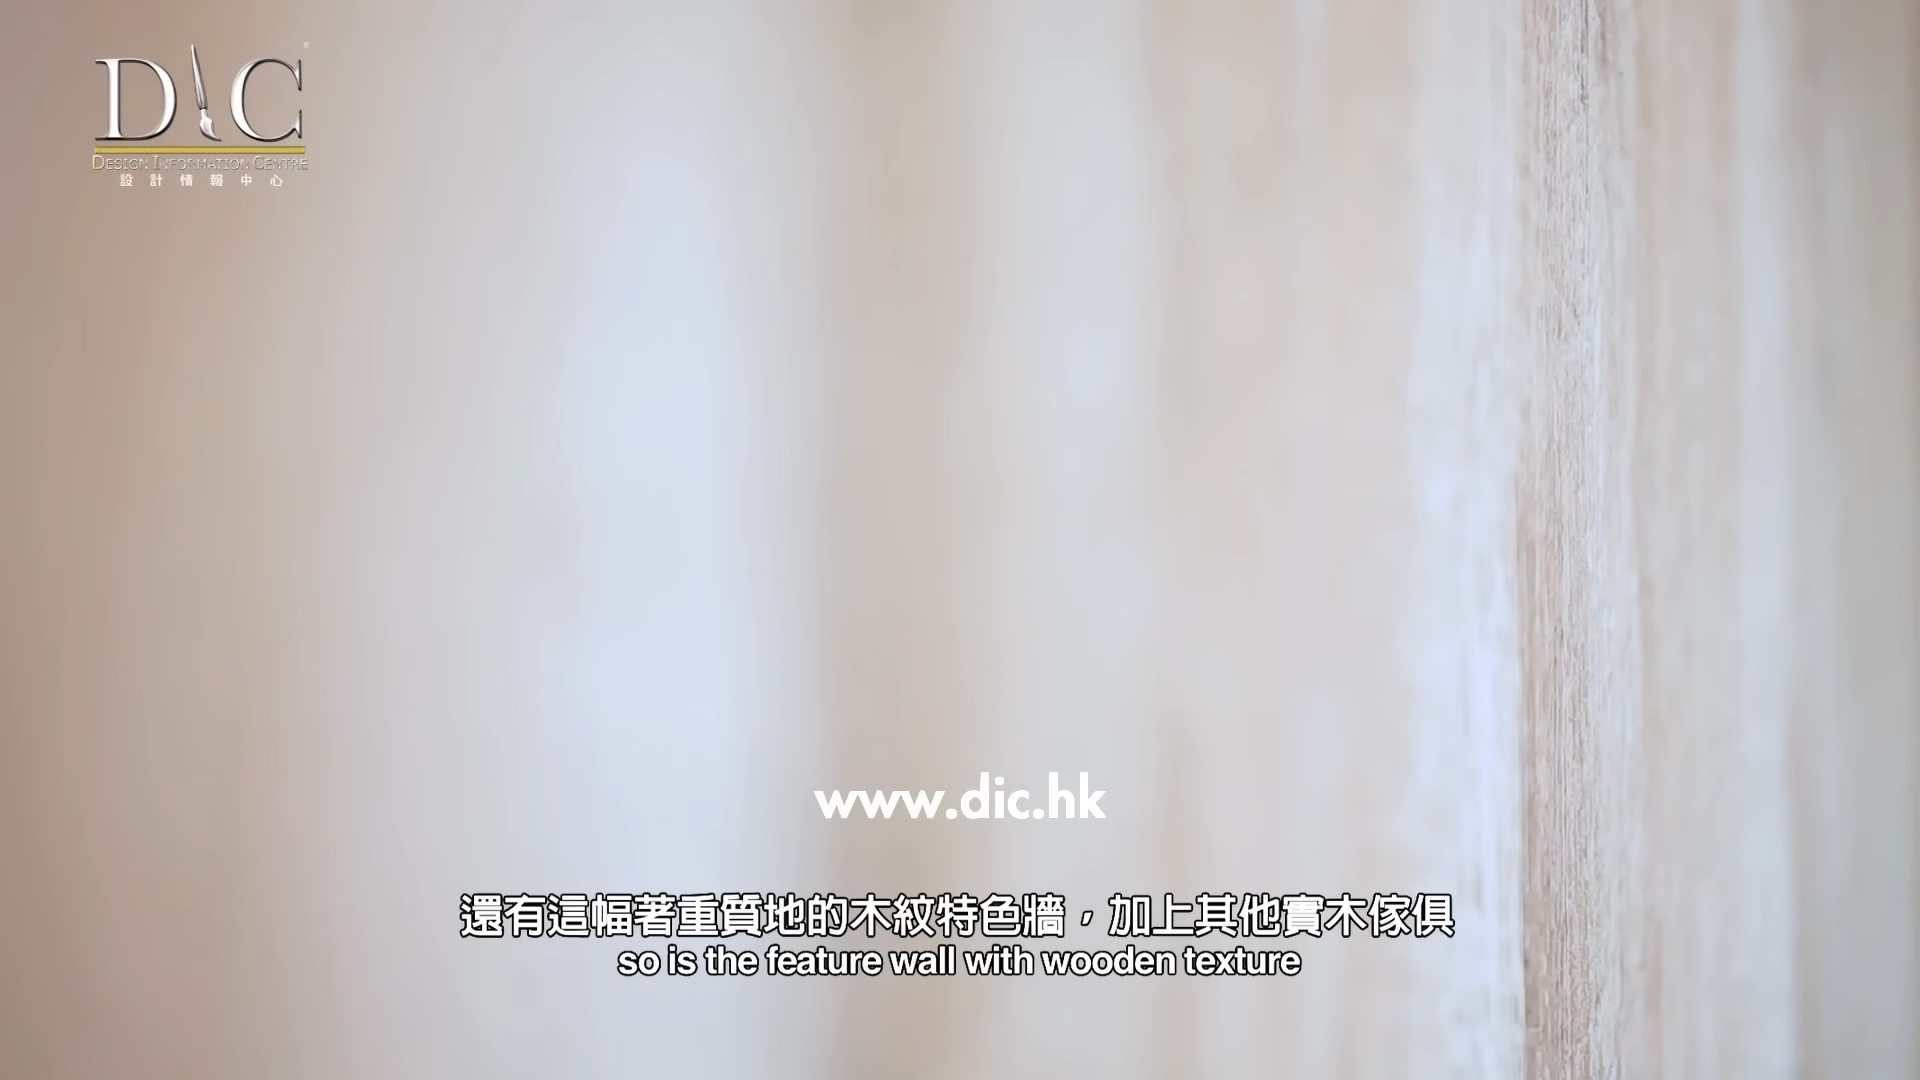 DIC
DESIGN INFORMATION CENTRE
設計情報中心
www.dic.hk
還有這幅著重質地的木紋特色牆，加上其他實木傢俱
so is the feature wall with wooden texture